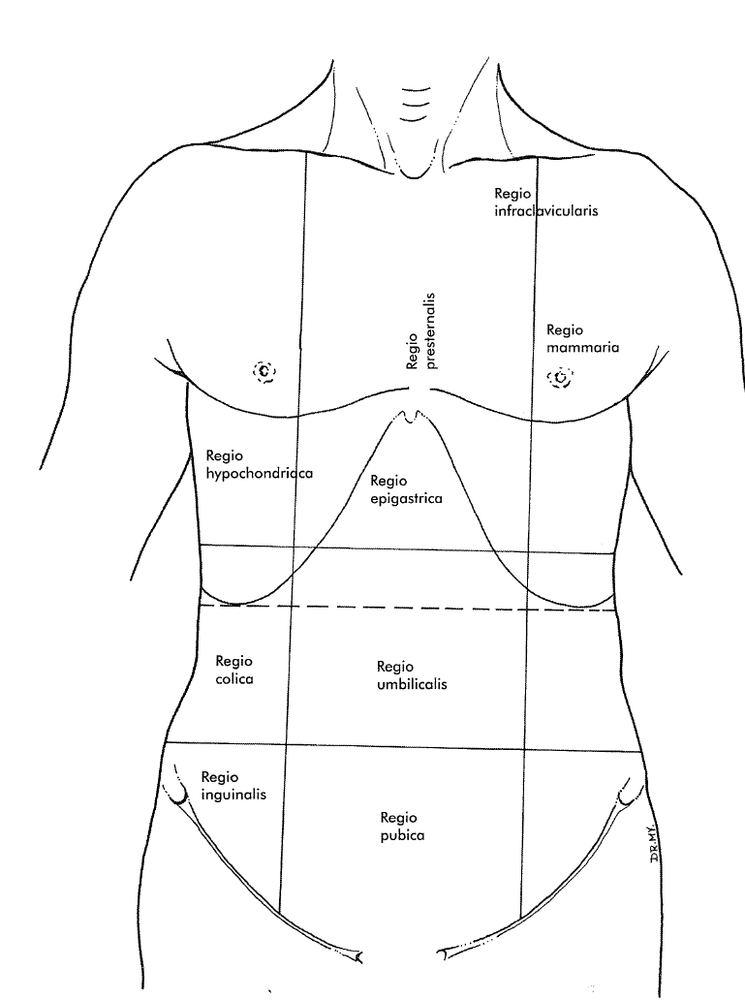 Regio
infraclavicularis
Regio
presternalis
Regio
mammaria
Regio
hypochondriaca
Regio
epigastrica
Regio
colica
Regio
umbilicalis
Regio
inguinalis
Regio
pubica
DR.MY.